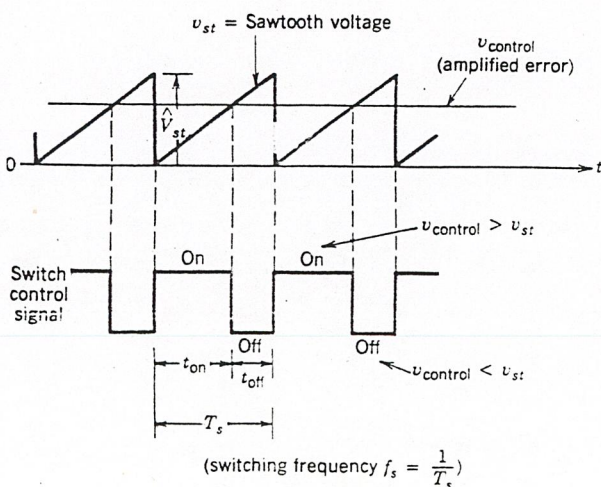 v_st = Sawtooth voltage
v_control
(amplified error)
V̂_st
0
t
v_control > v_st
On
On
Switch
control
signal
Off
Off
t_on
t_off
v_control < v_st
T_s
(switching frequency f_s = 1/T_s)